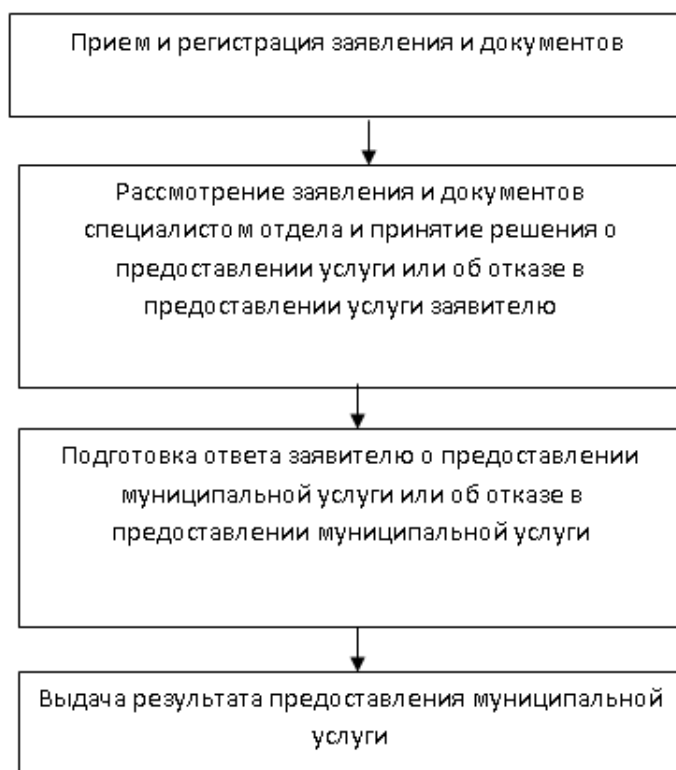 Прием и регистрация заявления и документов
Рассмотрение заявления и документов
специалистом отдела и принятие решения о
предоставлении услуги или об отказе в
предоставлении услуги заявителю
Подготовка ответа заявителю о предоставлении
муниципальной услуги или об отказе в
предоставлении муниципальной услуги
Выдача результата предоставления муниципальной
услуги